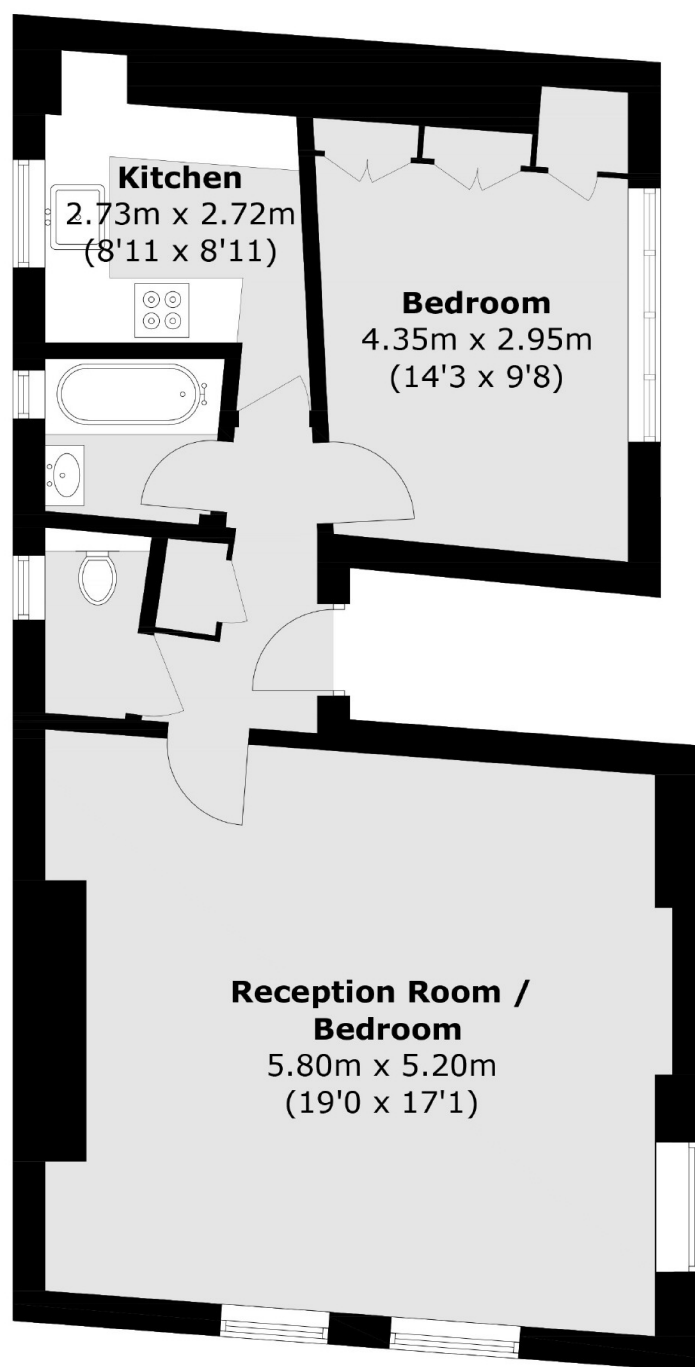 Kitchen
2.73m x 2.72m
(8'11 x 8'11)
Bedroom
4.35m x 2.95m
(14'3 x 9'8)
Reception Room /
Bedroom
5.80m x 5.20m
(19'0 x 17'1)